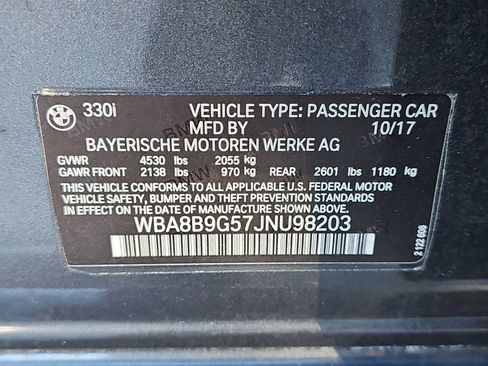 330i VEHICLE TYPE: PASSENGER CAR
MFD BY 10/17
BAYERISCHE MOTOREN WERKE AG
GVWR 4530 lbs 2055 kg
GAWR FRONT 2138 lbs 970 kg REAR 2601 lbs 1180 kg
THIS VEHICLE CONFORMS TO ALL APPLICABLE U.S. FEDERAL MOTOR
VEHICLE SAFETY, BUMPER AND THEFT PREVENTION STANDARDS
IN EFFECT ON THE DATE OF MANUFACTURE SHOWN ABOVE.
WBA8B9G57JNU98203